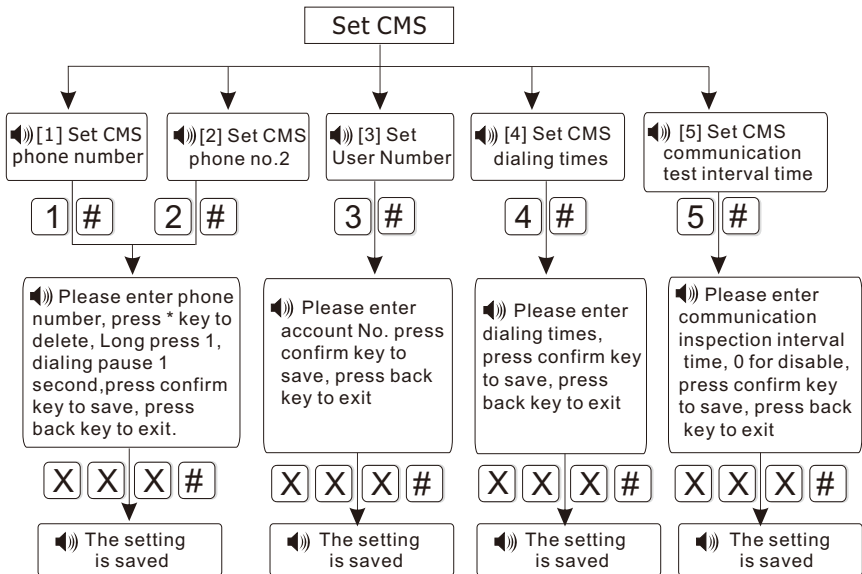 Set CMS
[1] Set CMS
phone number
[2] Set CMS
phone no.2
[3] Set
User Number
[4] Set CMS
dialing times
[5] Set CMS
communication
test interval time
1 #
2 #
3 #
4 #
5 #
Please enter phone
number, press * key to
delete, Long press 1,
dialing pause 1
second,press confirm
key to save, press
back key to exit.
Please enter
account No. press
confirm key to
save, press back
key to exit
Please enter
dialing times,
press confirm key
to save, press
back key to exit
Please enter
communication
inspection interval
time, 0 for disable,
press confirm key
to save, press back
key to exit
X X X #
X X X #
X X X #
X X X #
The setting
is saved
The setting
is saved
The setting
is saved
The setting
is saved